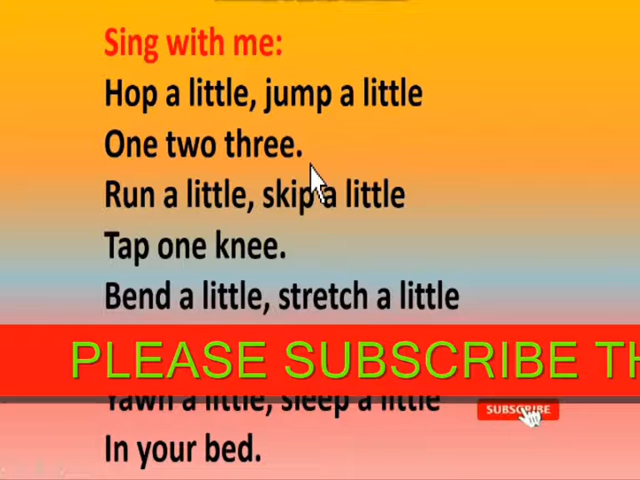 Sing with me:
Hop a little, jump a little
One two three.
Run a little, skip a little
Tap one knee.
Bend a little, stretch a little
PLEASE SUBSCRIBE TH
Yawn a little, sleep a little
SUBSCRIBE
In your bed.